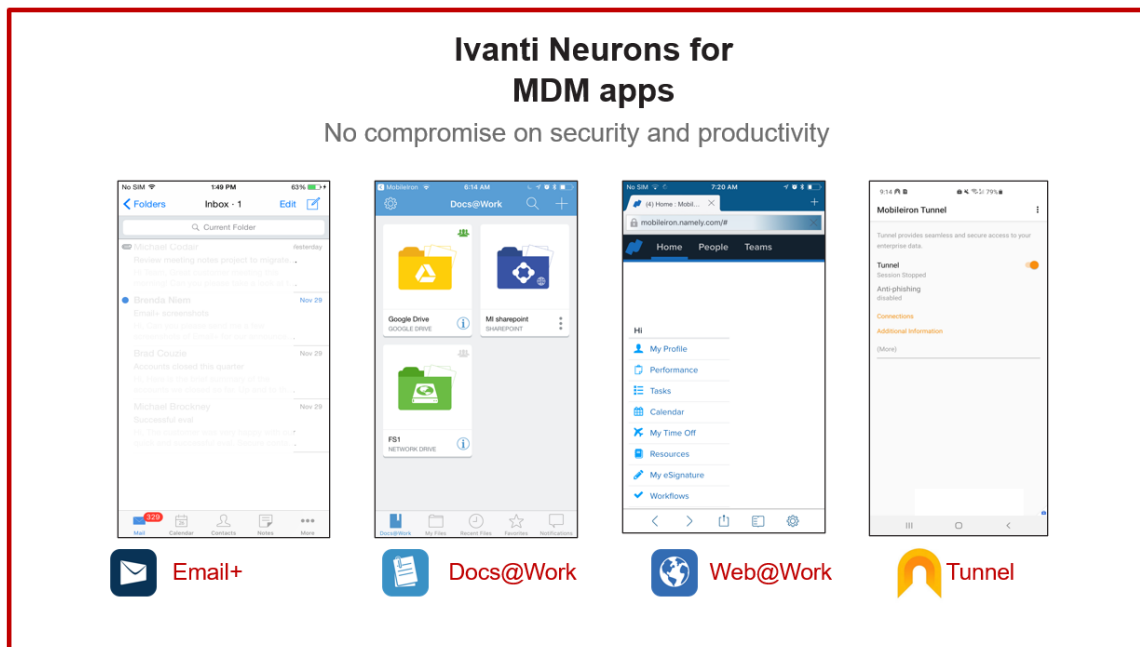 Ivanti Neurons for
MDM apps
No compromise on security and productivity
No SIM 1:49 PM 63%
Folders Inbox · 1 Edit
Current Folder
Michael Yesterday
Review meeting notes project to migrate
Brenda Niem Nov 29
Email+ screenshots
Brad Couzie Nov 29
Accounts closed this quarter
Michael Brockney Nov 29
Successful eval
329
Mail Calendar Contacts Notes More
Email+
MobileIron 6:14 AM
Docs@Work
Google Drive
GOOGLE DRIVE
MI sharepoint
SHAREPOINT
FS1
NETWORK DRIVE
Docs@Work My Files Recent Files Favorites Notifications
Docs@Work
No SIM 7:20 AM
(4) Home : Mobil...
mobileiron.namely.com/#
Home People Teams
Hi
My Profile
Performance
Tasks
Calendar
My Time Off
Resources
My eSignature
Workflows
Web@Work
9:14 79%
Mobileiron Tunnel
Tunnel provides seamless and secure access to your
enterprise data.
Tunnel
Session Stopped
Anti-phishing
disabled
Connections
Additional Information
(More)
Tunnel